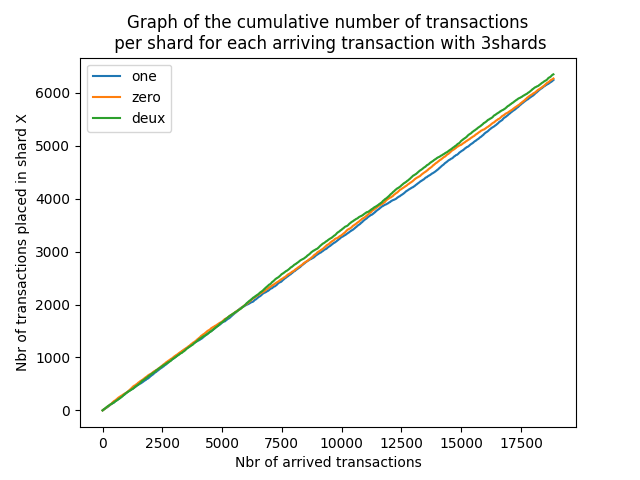 Graph of the cumulative number of transactions
per shard for each arriving transaction with 3shards
one
zero
deux
Nbr of transactions placed in shard X
6000
5000
4000
3000
2000
1000
0
0 2500 5000 7500 10000 12500 15000 17500
Nbr of arrived transactions